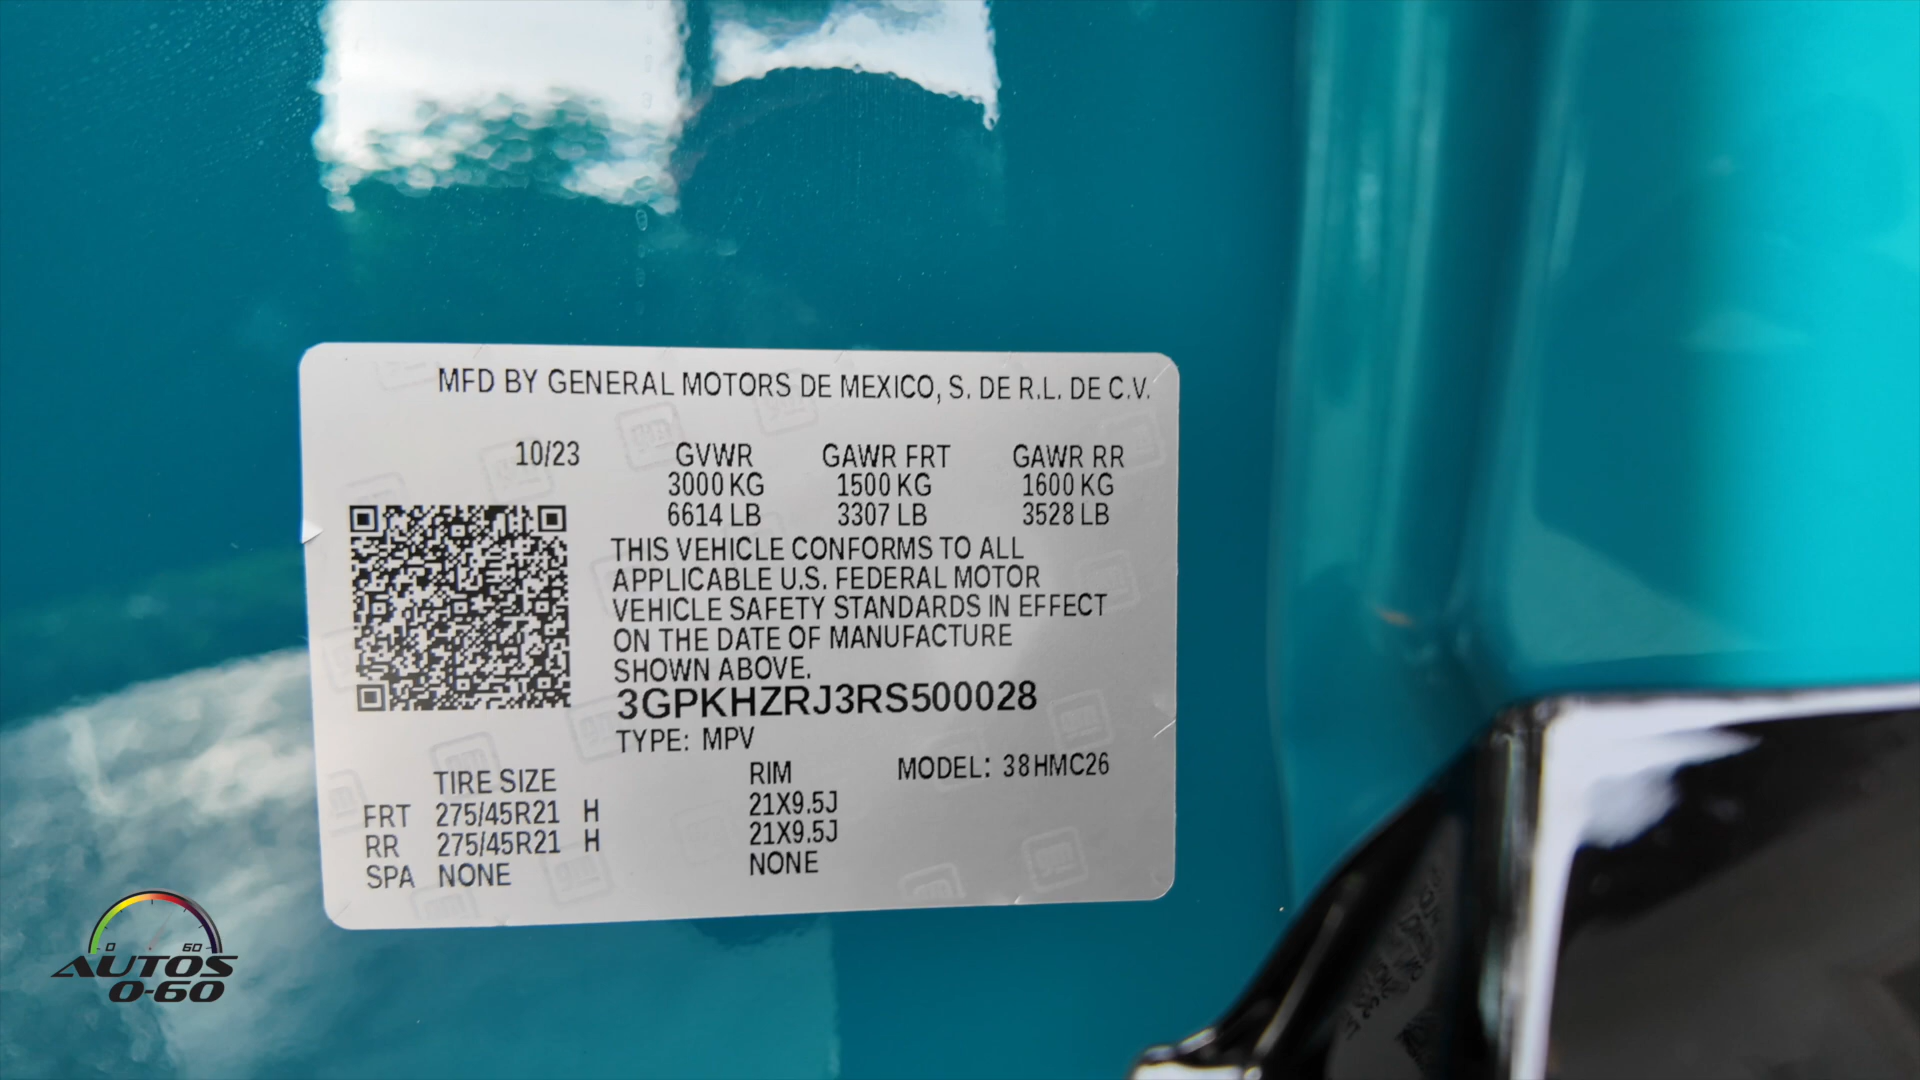 MFD BY GENERAL MOTORS DE MEXICO, S. DE R.L. DE C.V.
10/23 GVWR GAWR FRT GAWR RR
3000 KG 1500 KG 1600 KG
6614 LB 3307 LB 3528 LB
THIS VEHICLE CONFORMS TO ALL
APPLICABLE U.S. FEDERAL MOTOR
VEHICLE SAFETY STANDARDS IN EFFECT
ON THE DATE OF MANUFACTURE
SHOWN ABOVE.
3GPKHZRJ3RS500028
TYPE: MPV
TIRE SIZE RIM MODEL: 38HMC26
FRT 275/45R21 H 21X9.5J
RR 275/45R21 H 21X9.5J
SPA NONE NONE
0 60
AUTOS
0-60